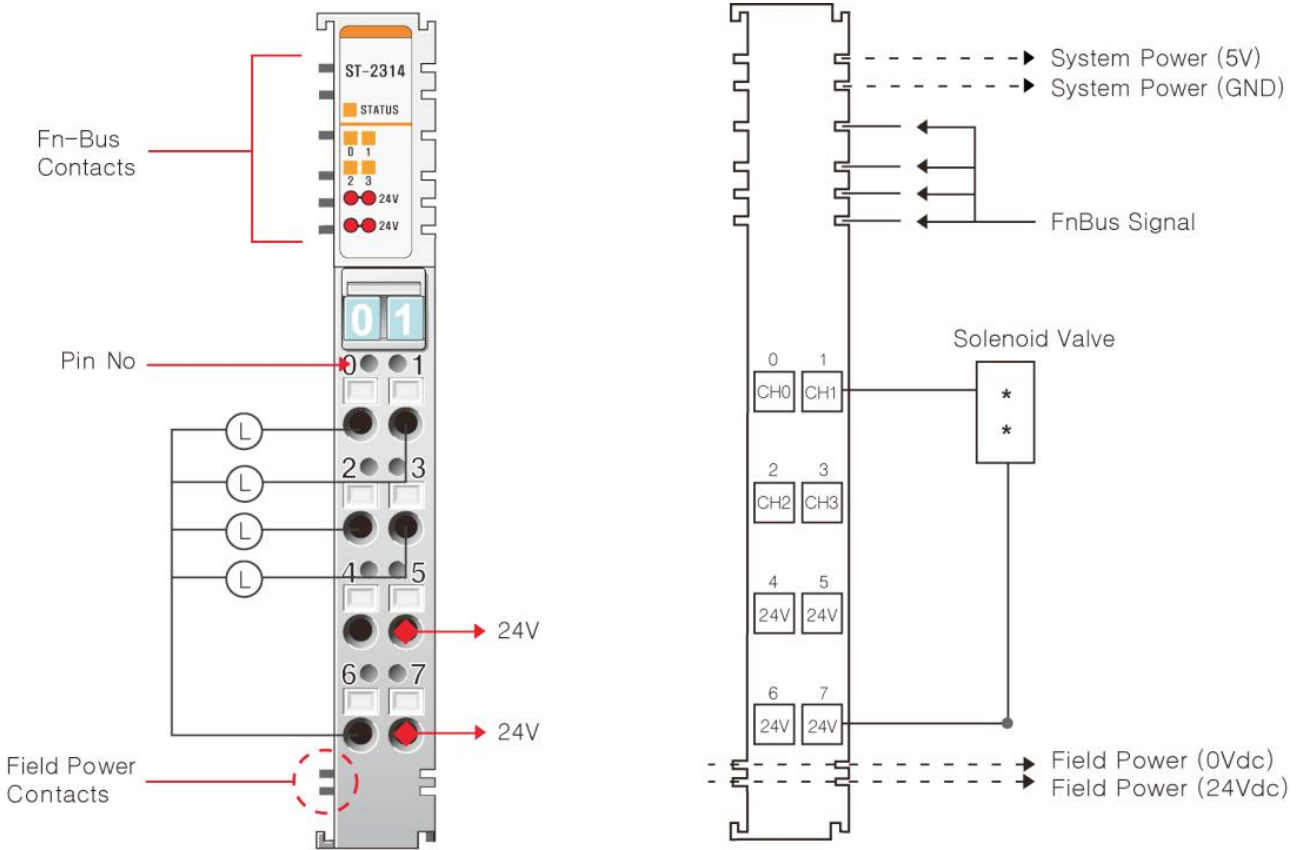 Fn-Bus
Contacts
ST-2314
STATUS
0 1
2 3
24V
24V
0 1
Pin No
0 1
L
2 3
L
L
4 5
L
24V
6 7
24V
Field Power
Contacts
System Power (5V)
System Power (GND)
FnBus Signal
Solenoid Valve
0 1
CH0 CH1
*
*
2 3
CH2 CH3
4 5
24V 24V
6 7
24V 24V
Field Power (0Vdc)
Field Power (24Vdc)